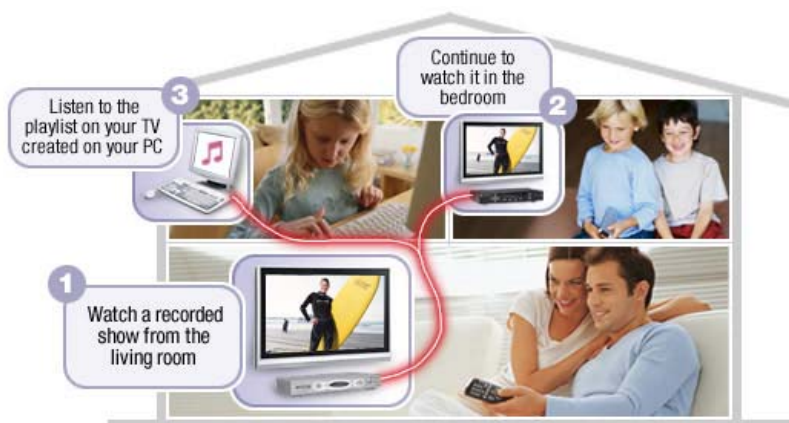 1
Watch a recorded
show from the
living room
2
Continue to
watch it in the
bedroom
3
Listen to the
playlist on your TV
created on your PC